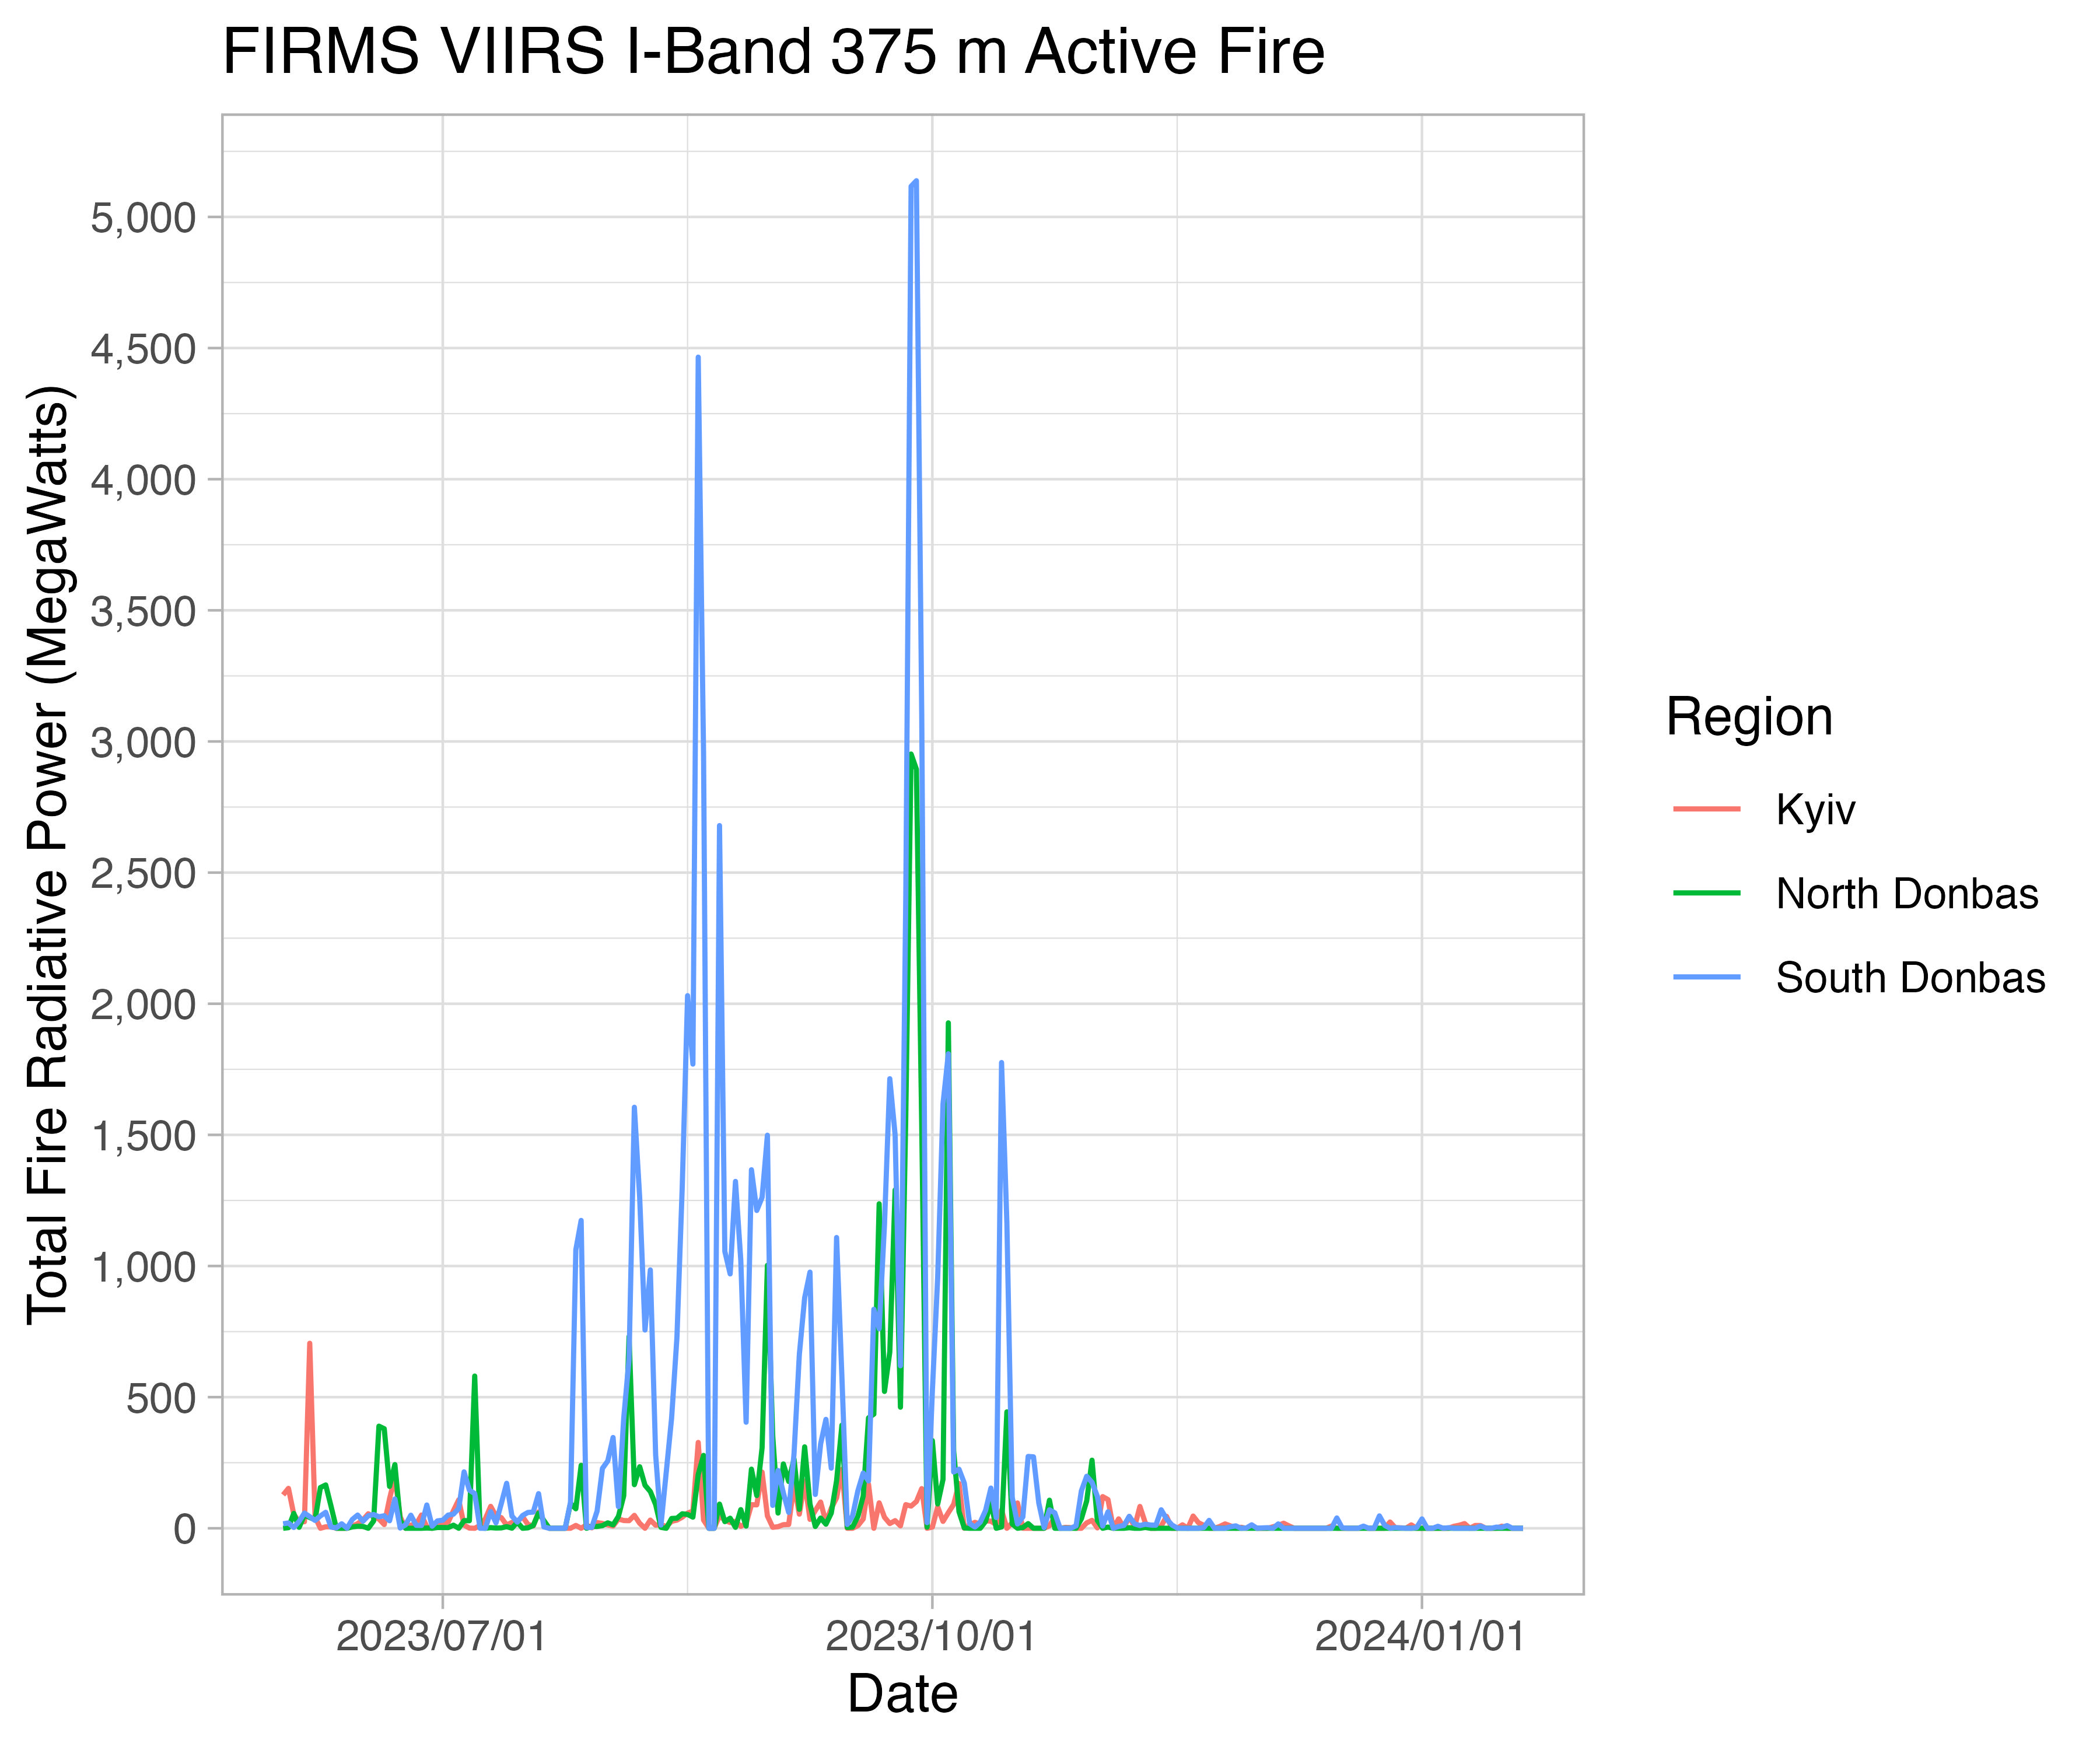 FIRMS VIIRS I-Band 375 m Active Fire
Total Fire Radiative Power (MegaWatts)
5,000
4,500
4,000
3,500
3,000
2,500
2,000
1,500
1,000
500
0
2023/07/01
2023/10/01
2024/01/01
Date
Region
Kyiv
North Donbas
South Donbas